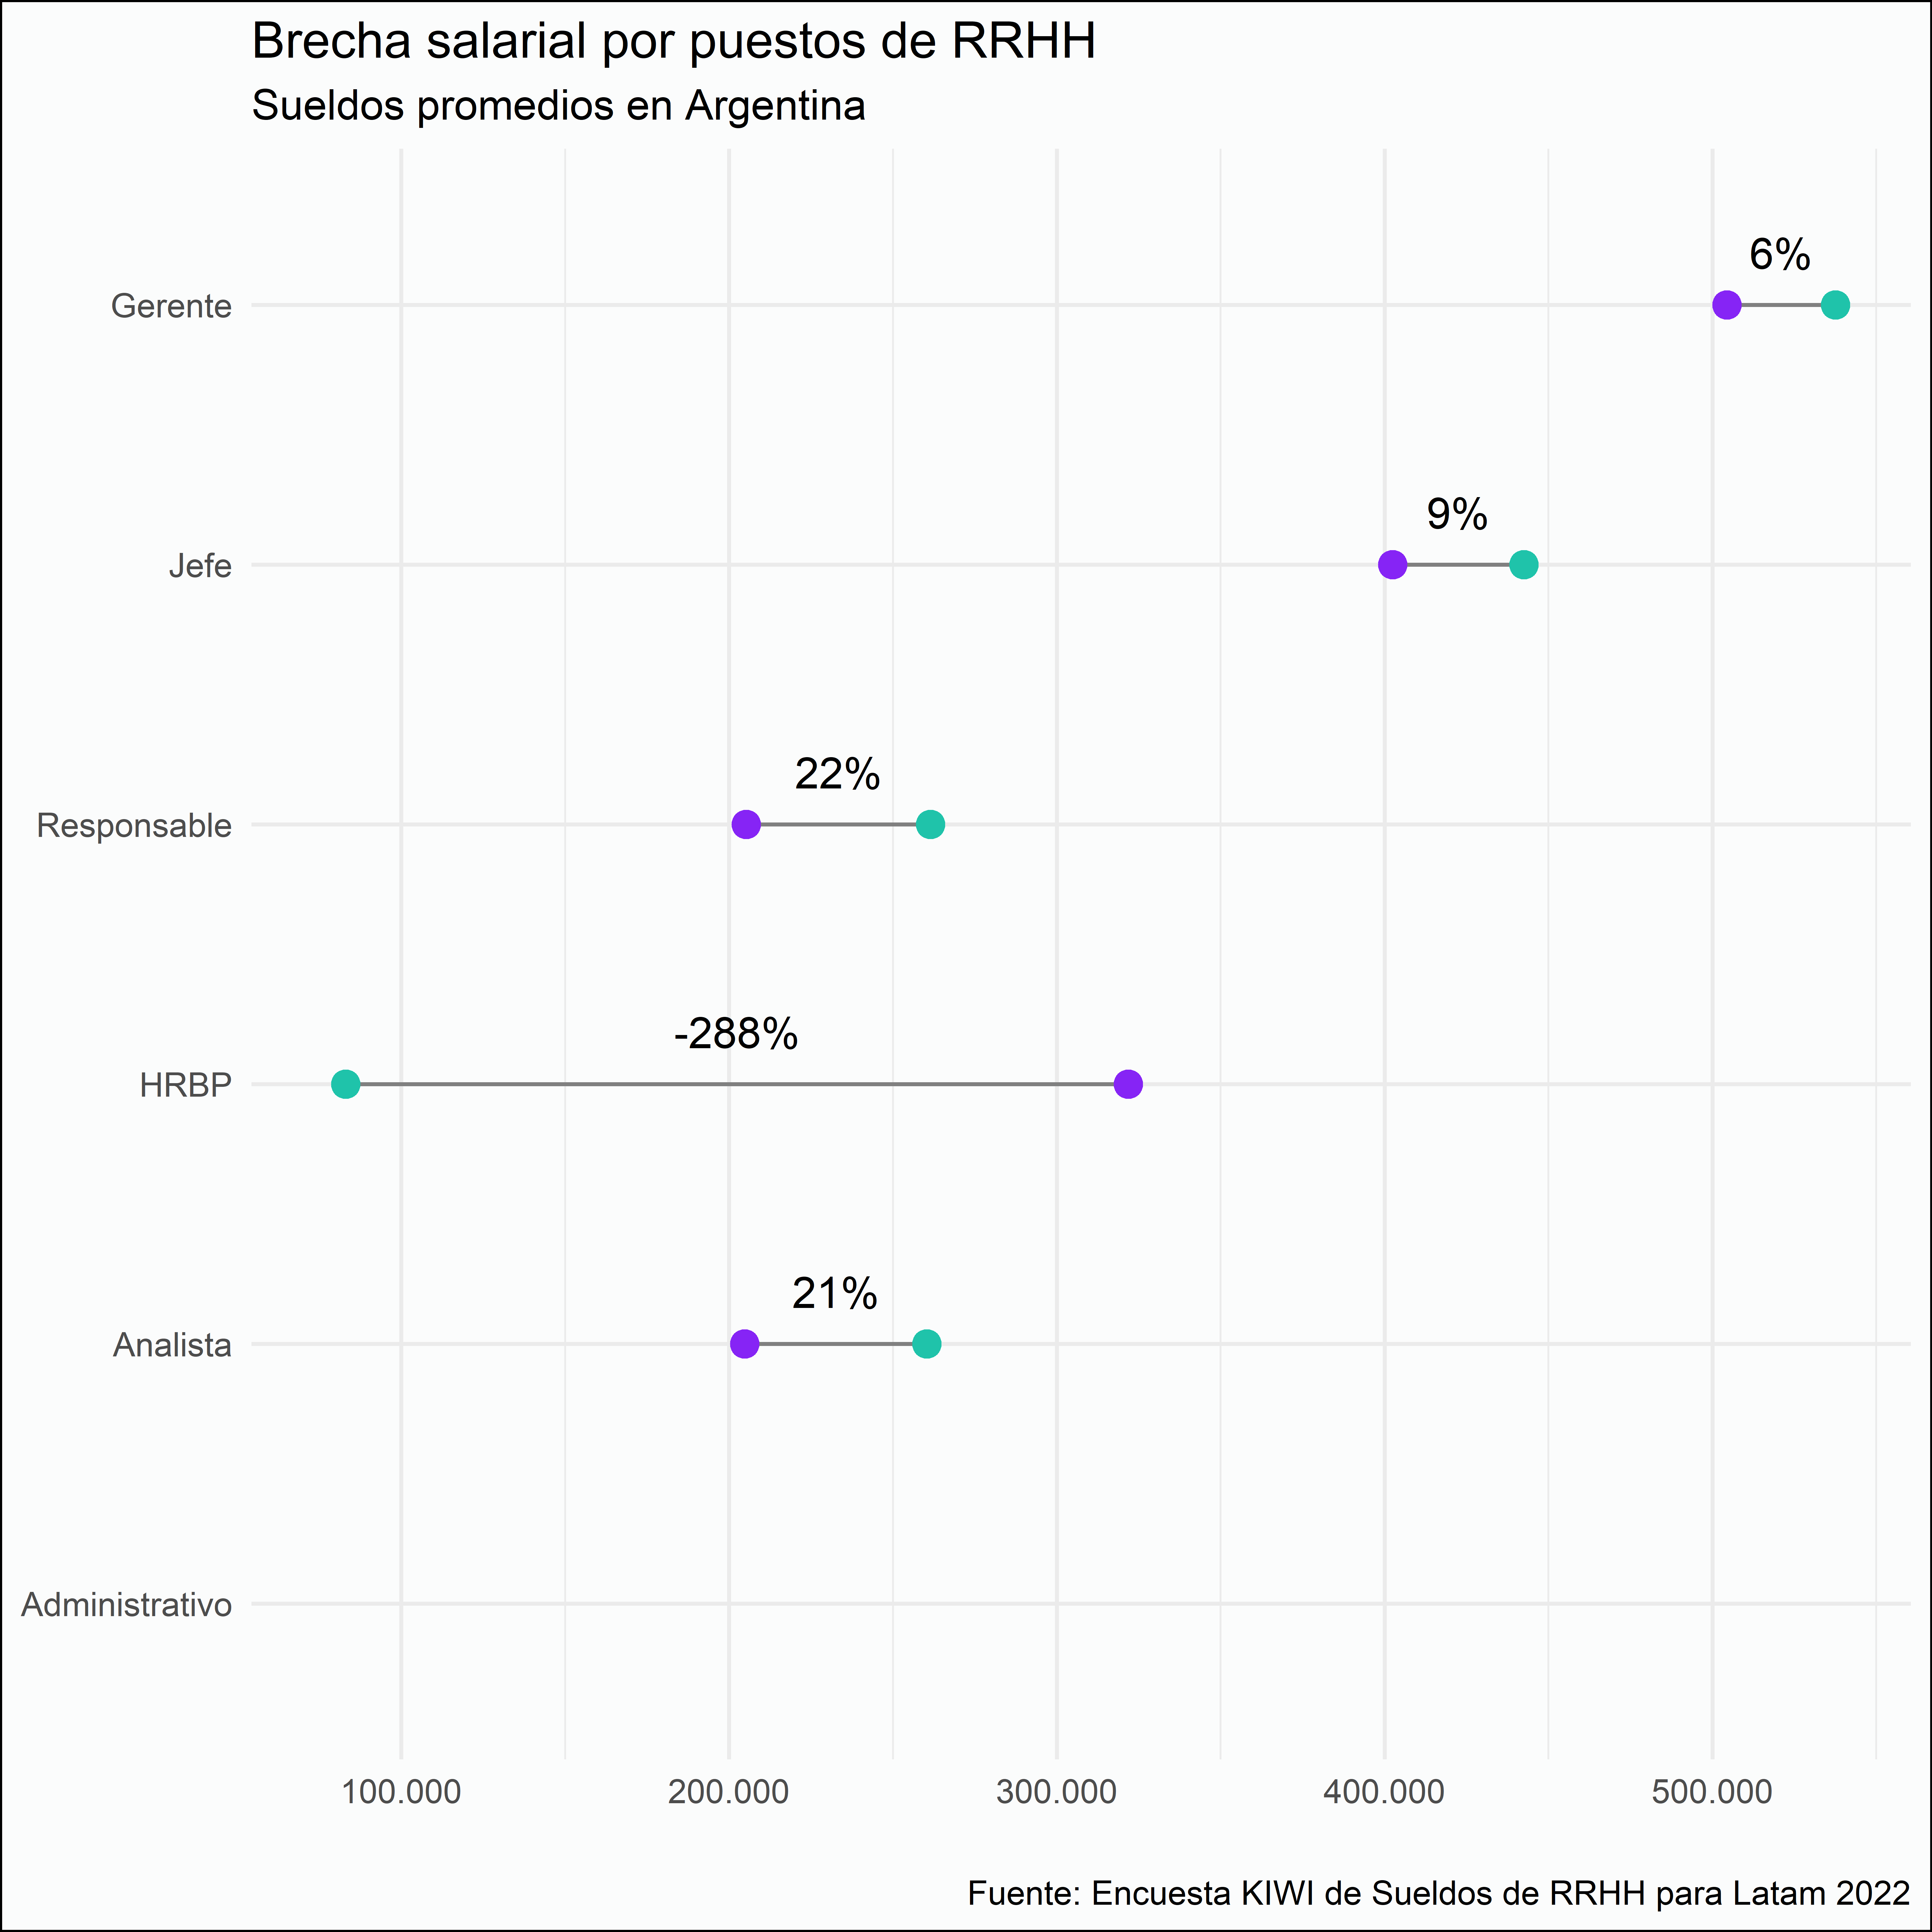 Brecha salarial por puestos de RRHH
Sueldos promedios en Argentina
Gerente
6%
Jefe
9%
Responsable
22%
HRBP
-288%
Analista
21%
Administrativo
100.000
200.000
300.000
400.000
500.000
Fuente: Encuesta KIWI de Sueldos de RRHH para Latam 2022